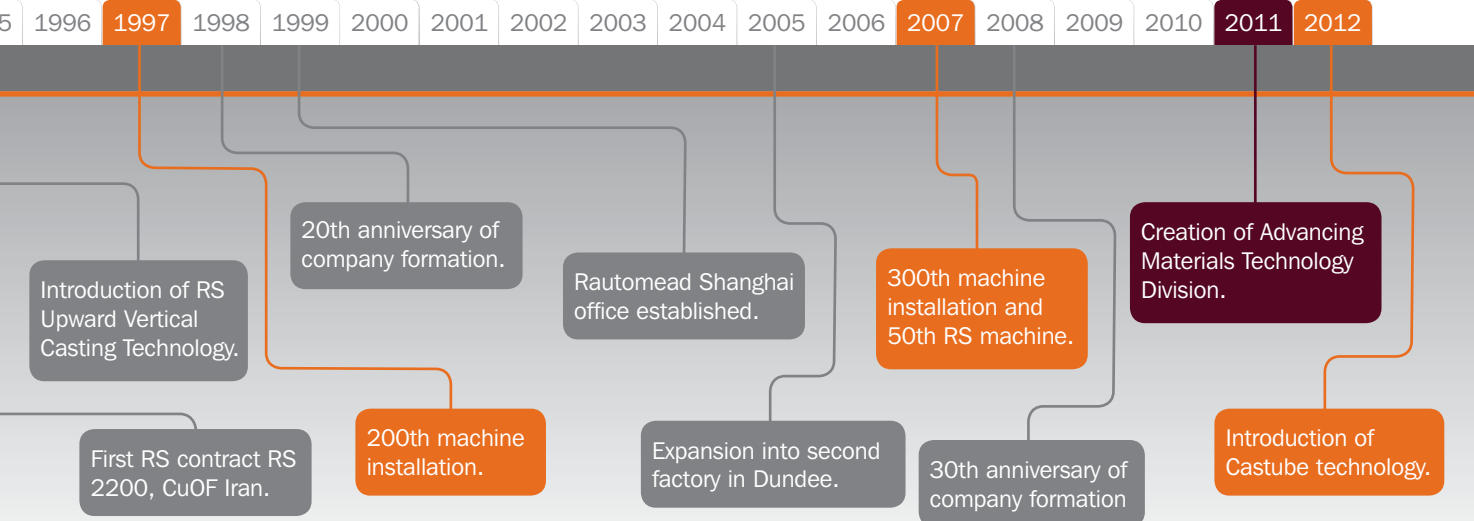 5 1996 1997 1998 1999 2000 2001 2002 2003 2004 2005 2006 2007 2008 2009 2010 2011 2012
20th anniversary of
company formation.
Creation of Advancing
Materials Technology
Division.
Introduction of RS
Upward Vertical
Casting Technology.
Rautomead Shanghai
office established.
300th machine
installation and
50th RS machine.
200th machine
installation.
Introduction of
Castube technology.
First RS contract RS
2200, CuOF Iran.
Expansion into second
factory in Dundee.
30th anniversary of
company formation